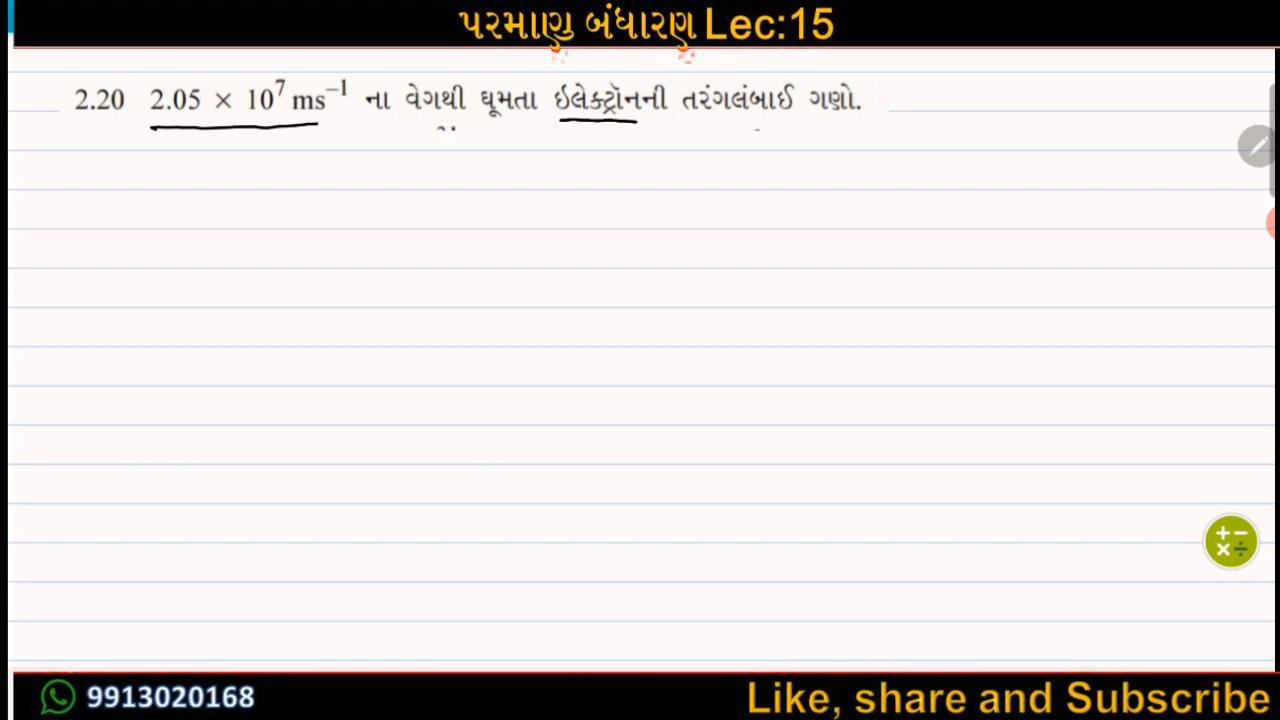 પરમાણુ બંધારણ Lec:15
2.20 2.05 × 10⁷ ms⁻¹ ના વેગથી ઘૂમતા ઇલેક્ટ્રૉનની તરંગલંબાઈ ગણો.
9913020168
Like, share and Subscribe